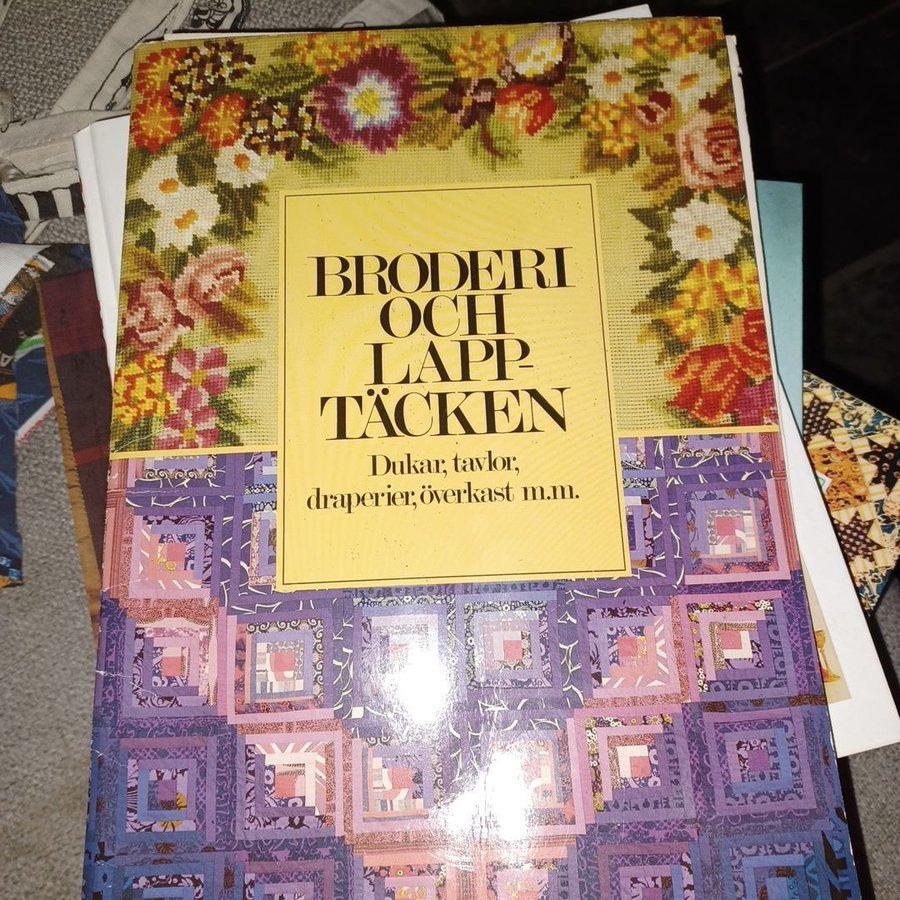 BRODERI
OCH
LAPP-
TÄCKEN
Dukar, tavlor,
draperier, överkast m.m.